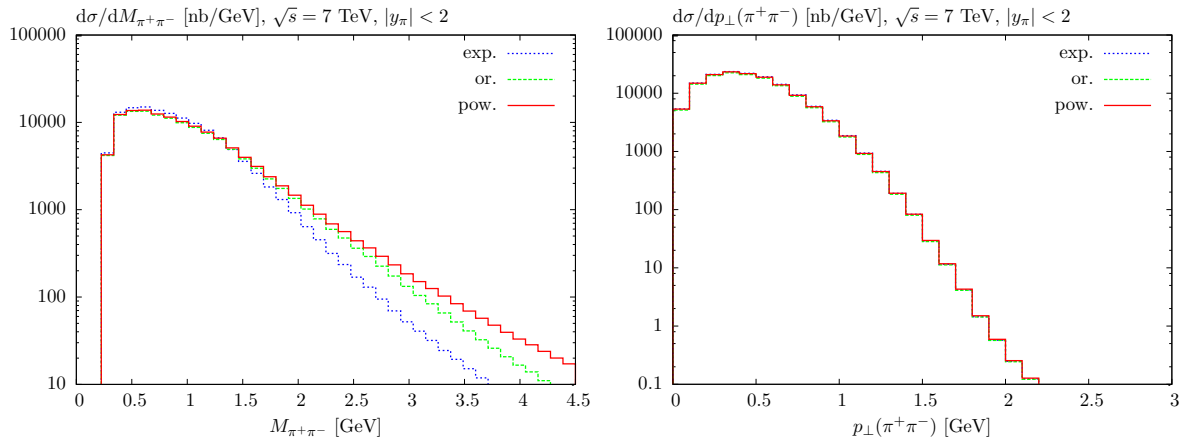 dσ/dM_{π⁺π⁻} [nb/GeV], √s = 7 TeV, |y_π| < 2
100000
10000
1000
100
10
exp.
or.
pow.
0 0.5 1 1.5 2 2.5 3 3.5 4 4.5
M_{π⁺π⁻} [GeV]
dσ/dp_⊥(π⁺π⁻) [nb/GeV], √s = 7 TeV, |y_π| < 2
100000
10000
1000
100
10
1
0.1
exp.
or.
pow.
0 0.5 1 1.5 2 2.5 3
p_⊥(π⁺π⁻) [GeV]